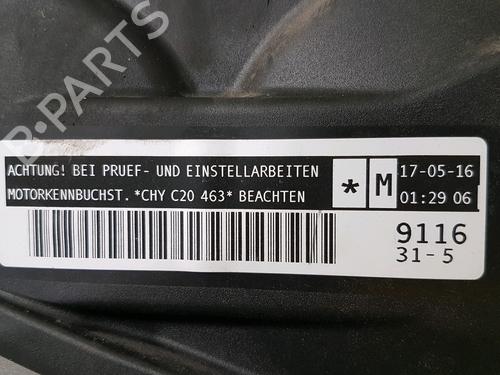 B-PARTS
ACHTUNG! BEI PRUEF- UND EINSTELLARBEITEN
MOTORKENNBUCHST. *CHY C20 463* BEACHTEN
* M
17-05-16
01:29 06
9116
31-5